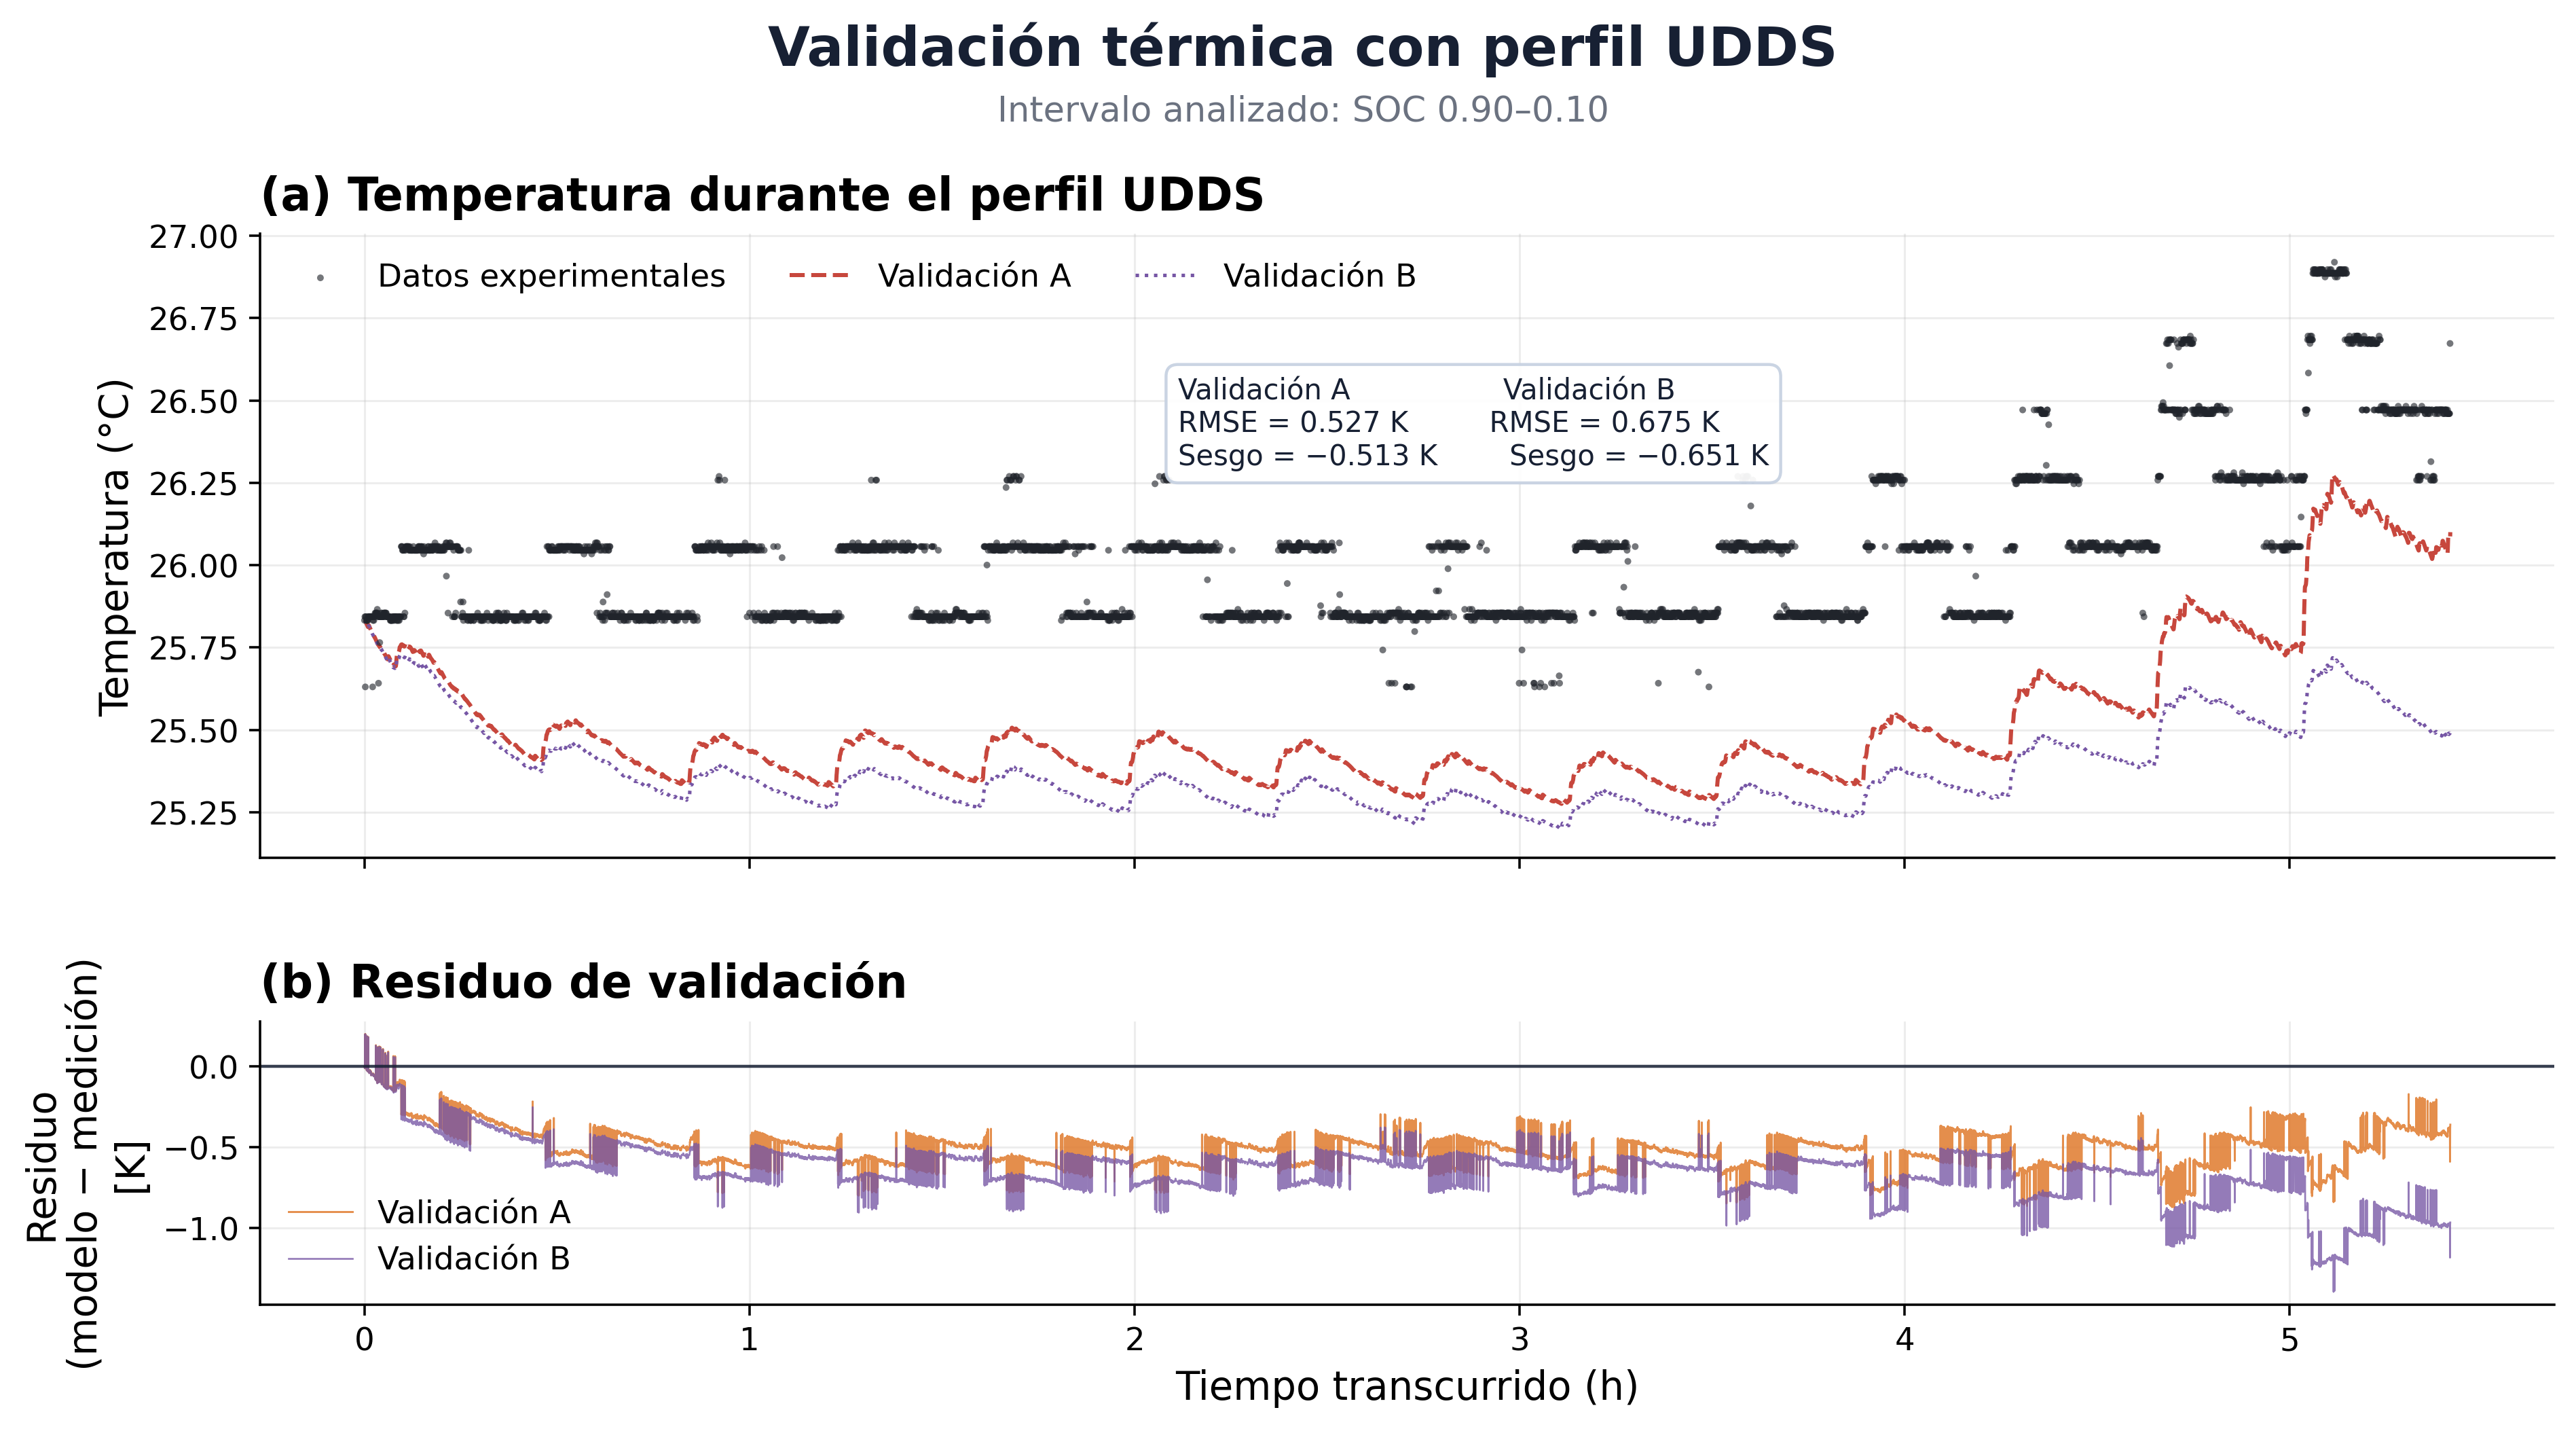 Validación térmica con perfil UDDS
Intervalo analizado: SOC 0.90–0.10
(a) Temperatura durante el perfil UDDS
Temperatura (°C)
27.00
26.75
26.50
26.25
26.00
25.75
25.50
25.25
Datos experimentales Validación A Validación B
Validación A Validación B
RMSE = 0.527 K RMSE = 0.675 K
Sesgo = −0.513 K Sesgo = −0.651 K
(b) Residuo de validación
Residuo
(modelo − medición)
[K]
0.0
−0.5
−1.0
Validación A
Validación B
0 1 2 3 4 5
Tiempo transcurrido (h)